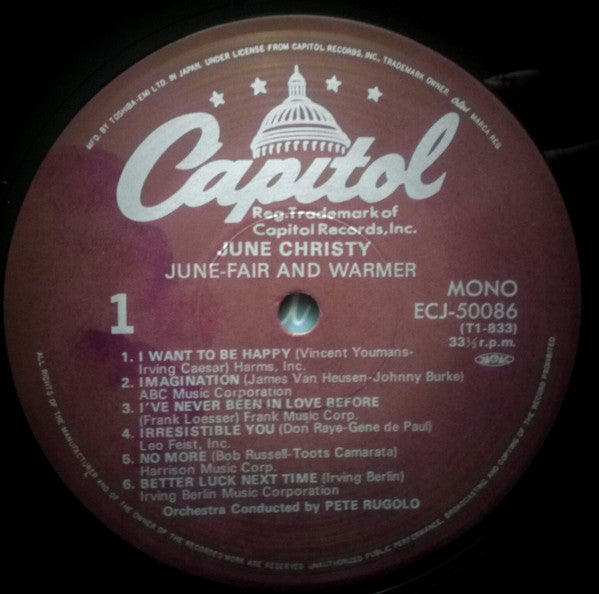 MFD. BY TOSHIBA-EMI LTD. IN JAPAN. UNDER LICENSE FROM CAPITOL RECORDS, INC., TRADEMARK OWNER. Capitol MARCA REG.
Capitol
Reg. Trademark of
Capitol Records, Inc.
JUNE CHRISTY
JUNE-FAIR AND WARMER
1
MONO
ECJ-50086
(T1-833)
33⅓ r.p.m.
JASRAC
1. I WANT TO BE HAPPY (Vincent Youmans-
Irving Caesar) Harms, Inc.
2. IMAGINATION (James Van Heusen-Johnny Burke)
ABC Music Corporation
3. I'VE NEVER BEEN IN LOVE BEFORE
(Frank Loesser) Frank Music Corp.
4. IRRESISTIBLE YOU (Don Raye-Gene de Paul)
Leo Feist, Inc.
5. NO MORE (Bob Russell-Toots Camarata)
Harrison Music Corp.
6. BETTER LUCK NEXT TIME (Irving Berlin)
Irving Berlin Music Corporation
Orchestra Conducted by PETE RUGOLO
ALL RIGHTS OF THE MANUFACTURER AND OF THE OWNER OF THE RECORDED WORK ARE RESERVED. UNAUTHORIZED PUBLIC PERFORMANCE, BROADCASTING AND COPYING OF THIS RECORD PROHIBITED.